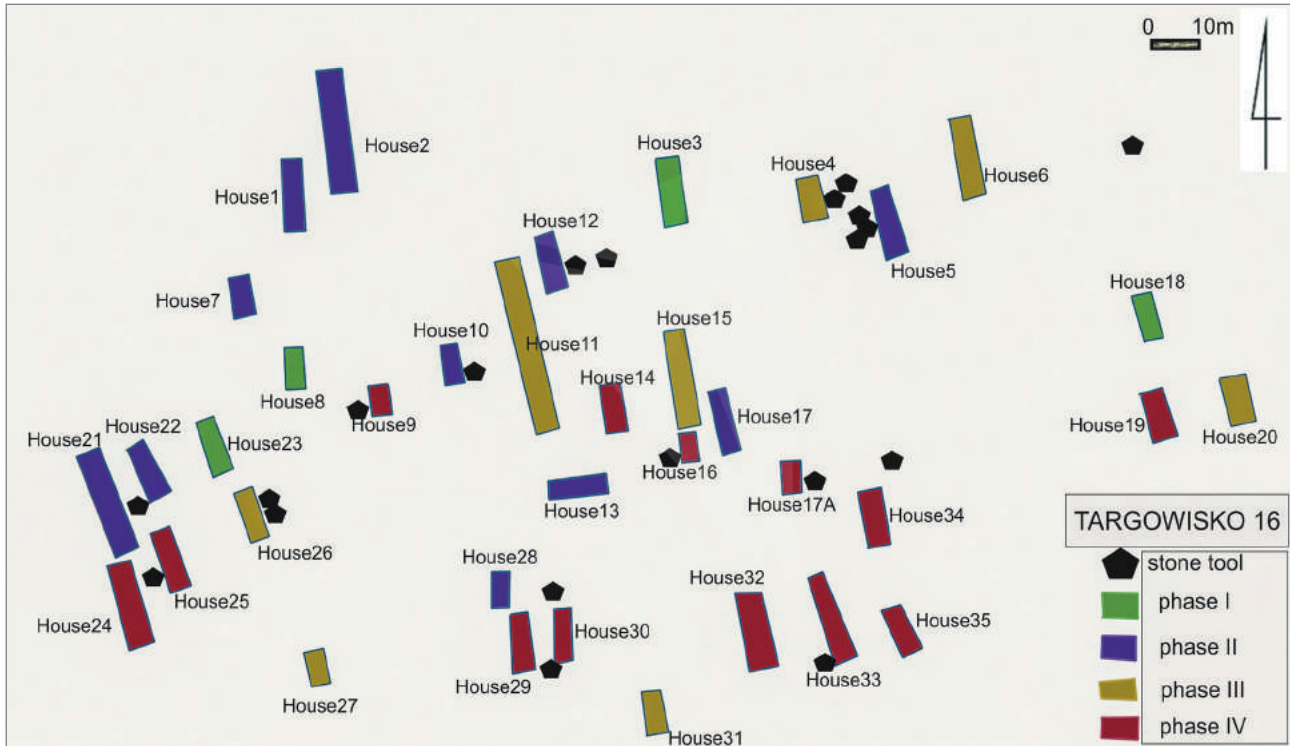 0 10m
House2
House1
House3
House4
House6
House12
House5
House7
House18
House10
House15
House11
House14
House8
House17
House9
House19
House20
House22
House21
House23
House16
House13
House17A
House34
House26
House28
House32
House25
House24
House30
House35
House29
House33
House27
House31
TARGOWISKO 16
stone tool
phase I
phase II
phase III
phase IV